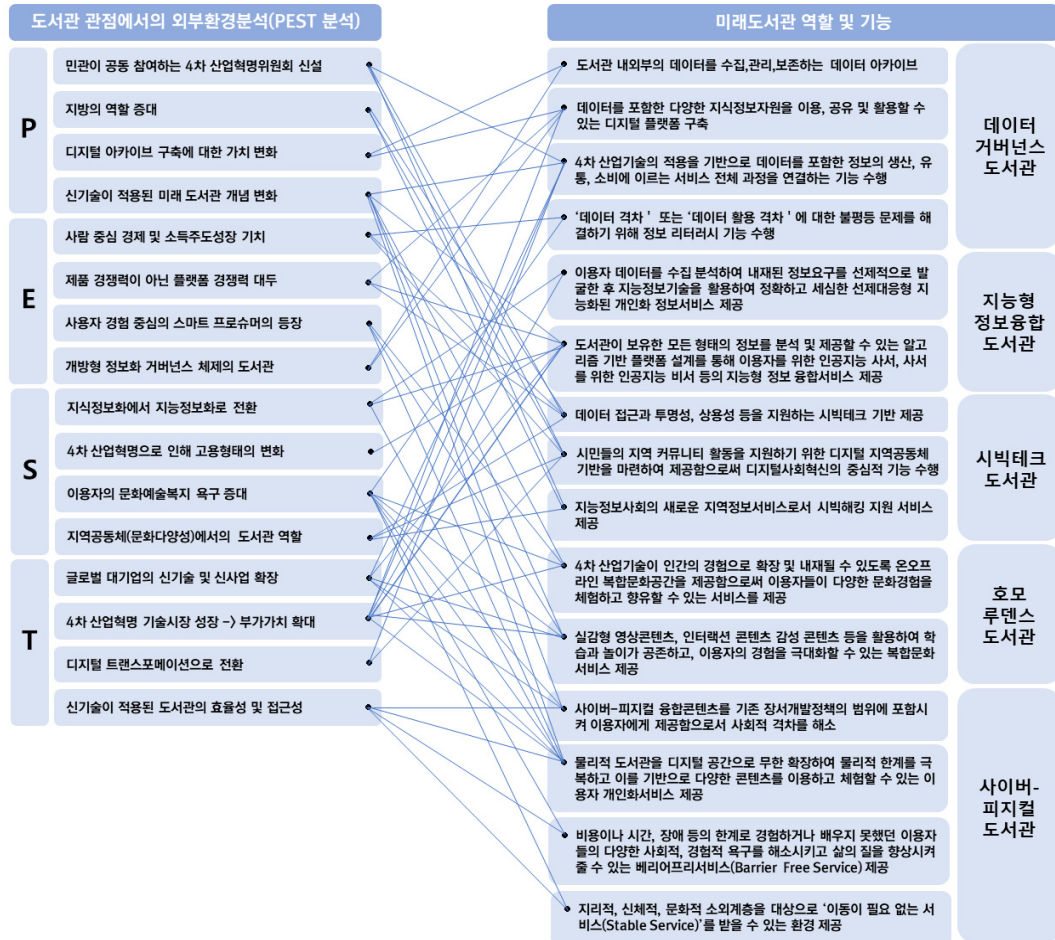 도서관 관점에서의 외부환경분석(PEST 분석)
P
민관이 공동 참여하는 4차 산업혁명위원회 신설
지방의 역할 증대
디지털 아카이브 구축에 대한 가치 변화
신기술이 적용된 미래 도서관 개념 변화
E
사람 중심 경제 및 소득주도성장 기치
제품 경쟁력이 아닌 플랫폼 경쟁력 대두
사용자 경험 중심의 스마트 프로슈머의 등장
개방형 정보화 거버넌스 체제의 도서관
S
지식정보화에서 지능정보화로 전환
4차 산업혁명으로 인해 고용형태의 변화
이용자의 문화예술복지 욕구 증대
지역공동체(문화다양성)에서의 도서관 역할
T
글로벌 대기업의 신기술 및 신사업 확장
4차 산업혁명 기술시장 성장 -> 부가가치 확대
디지털 트랜스포메이션으로 전환
신기술이 적용된 도서관의 효율성 및 접근성
미래도서관 역할 및 기능
도서관 내외부의 데이터를 수집,관리,보존하는 데이터 아카이브
데이터를 포함한 다양한 지식정보자원을 이용, 공유 및 활용할 수
있는 디지털 플랫폼 구축
4차 산업기술의 적용을 기반으로 데이터를 포함한 정보의 생산, 유
통, 소비에 이르는 서비스 전체 과정을 연결하는 기능 수행
'데이터 격차 ' 또는 '데이터 활용 격차 ' 에 대한 불평등 문제를 해
결하기 위해 정보 리터러시 기능 수행
데이터
거버넌스
도서관
이용자 데이터를 수집 분석하여 내재된 정보요구를 선제적으로 발
굴한 후 지능정보기술을 활용하여 정확하고 세심한 선제대응형 지
능화된 개인화 정보서비스 제공
도서관이 보유한 모든 형태의 정보를 분석 및 제공할 수 있는 알고
리즘 기반 플랫폼 설계를 통해 이용자를 위한 인공지능 사서, 사서
를 위한 인공지능 비서 등의 지능형 정보 융합서비스 제공
지능형
정보융합
도서관
데이터 접근과 투명성, 상용성 등을 지원하는 시빅테크 기반 제공
시민들의 지역 커뮤니티 활동을 지원하기 위한 디지털 지역공동체
기반을 마련하여 제공함으로써 디지털사회혁신의 중심적 기능 수행
지능정보사회의 새로운 지역정보서비스로서 시빅해킹 지원 서비스
제공
시빅테크
도서관
4차 산업기술이 인간의 경험으로 확장 및 내재될 수 있도록 온오프
라인 복합문화공간을 제공함으로써 이용자들이 다양한 문화경험을
체험하고 향유할 수 있는 서비스를 제공
실감형 영상콘텐츠, 인터랙션 콘텐츠 감성 콘텐츠 등을 활용하여 학
습과 놀이가 공존하고, 이용자의 경험을 극대화할 수 있는 복합문화
서비스 제공
호모
루덴스
도서관
사이버-피지컬 융합콘텐츠를 기존 장서개발정책의 범위에 포함시
켜 이용자에게 제공함으로서 사회적 격차를 해소
물리적 도서관을 디지털 공간으로 무한 확장하여 물리적 한계를 극
복하고 이를 기반으로 다양한 콘텐츠를 이용하고 체험할 수 있는 이
용자 개인화서비스 제공
비용이나 시간, 장애 등의 한계로 경험하거나 배우지 못했던 이용자
들의 다양한 사회적, 경험적 욕구를 해소시키고 삶의 질을 향상시켜
줄 수 있는 베리어프리서비스(Barrier Free Service) 제공
지리적, 신체적, 문화적 소외계층을 대상으로 '이동이 필요 없는 서
비스(Stable Service)'를 받을 수 있는 환경 제공
사이버-
피지컬
도서관